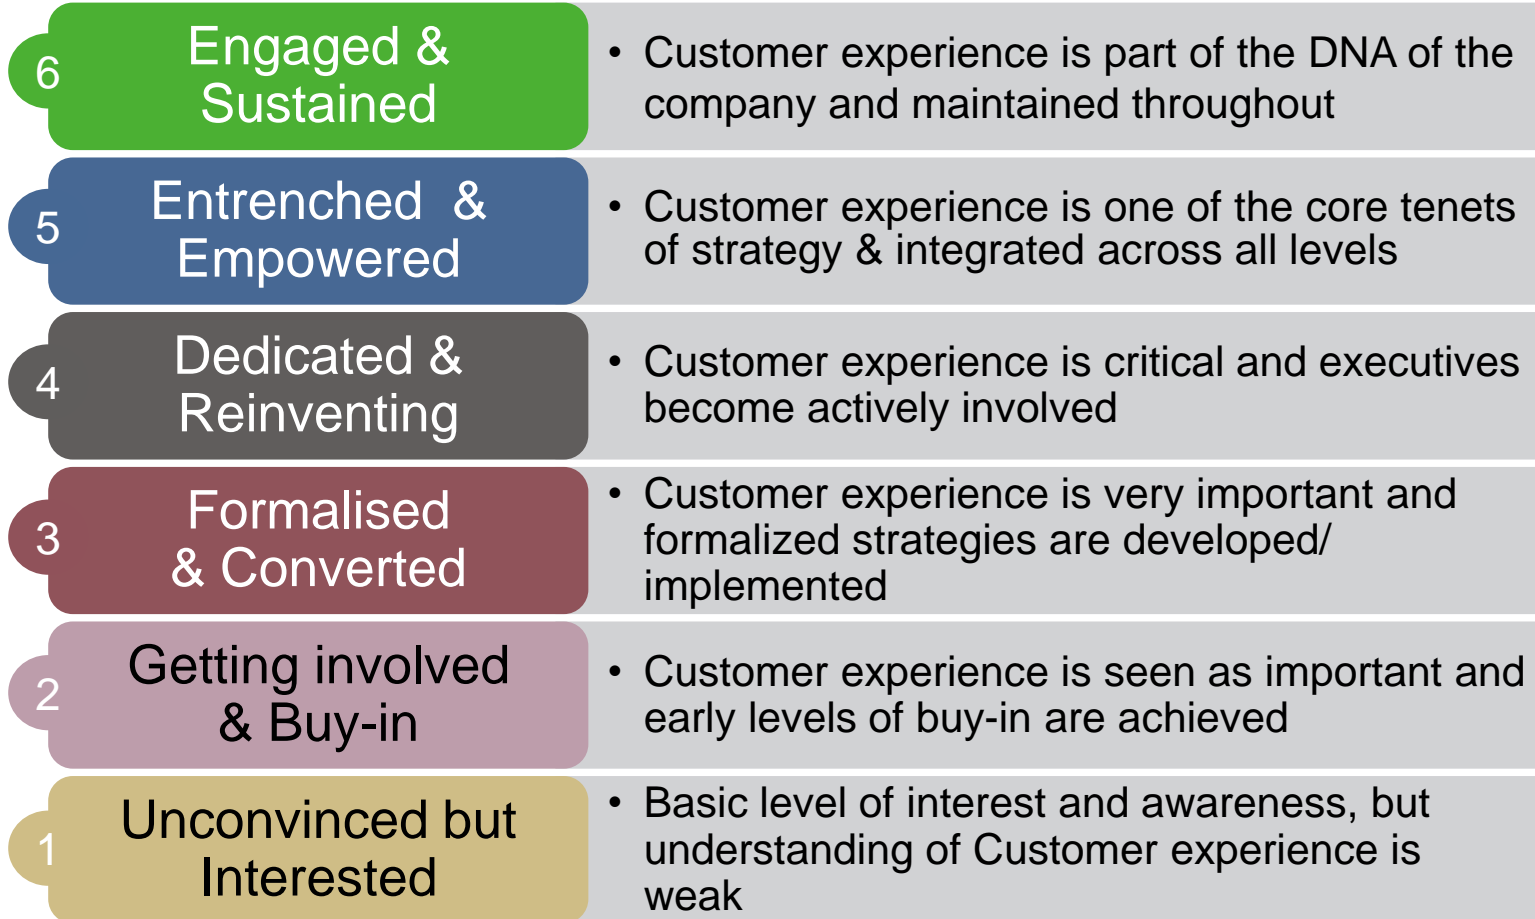 6
Engaged &
Sustained
• Customer experience is part of the DNA of the
company and maintained throughout
5
Entrenched  &
Empowered
• Customer experience is one of the core tenets
of strategy & integrated across all levels
4
Dedicated &
Reinventing
• Customer experience is critical and executives
become actively involved
3
Formalised
& Converted
• Customer experience is very important and
formalized strategies are developed/
implemented
2
Getting involved
& Buy-in
• Customer experience is seen as important and
early levels of buy-in are achieved
1
Unconvinced but
Interested
• Basic level of interest and awareness, but
understanding of Customer experience is
weak